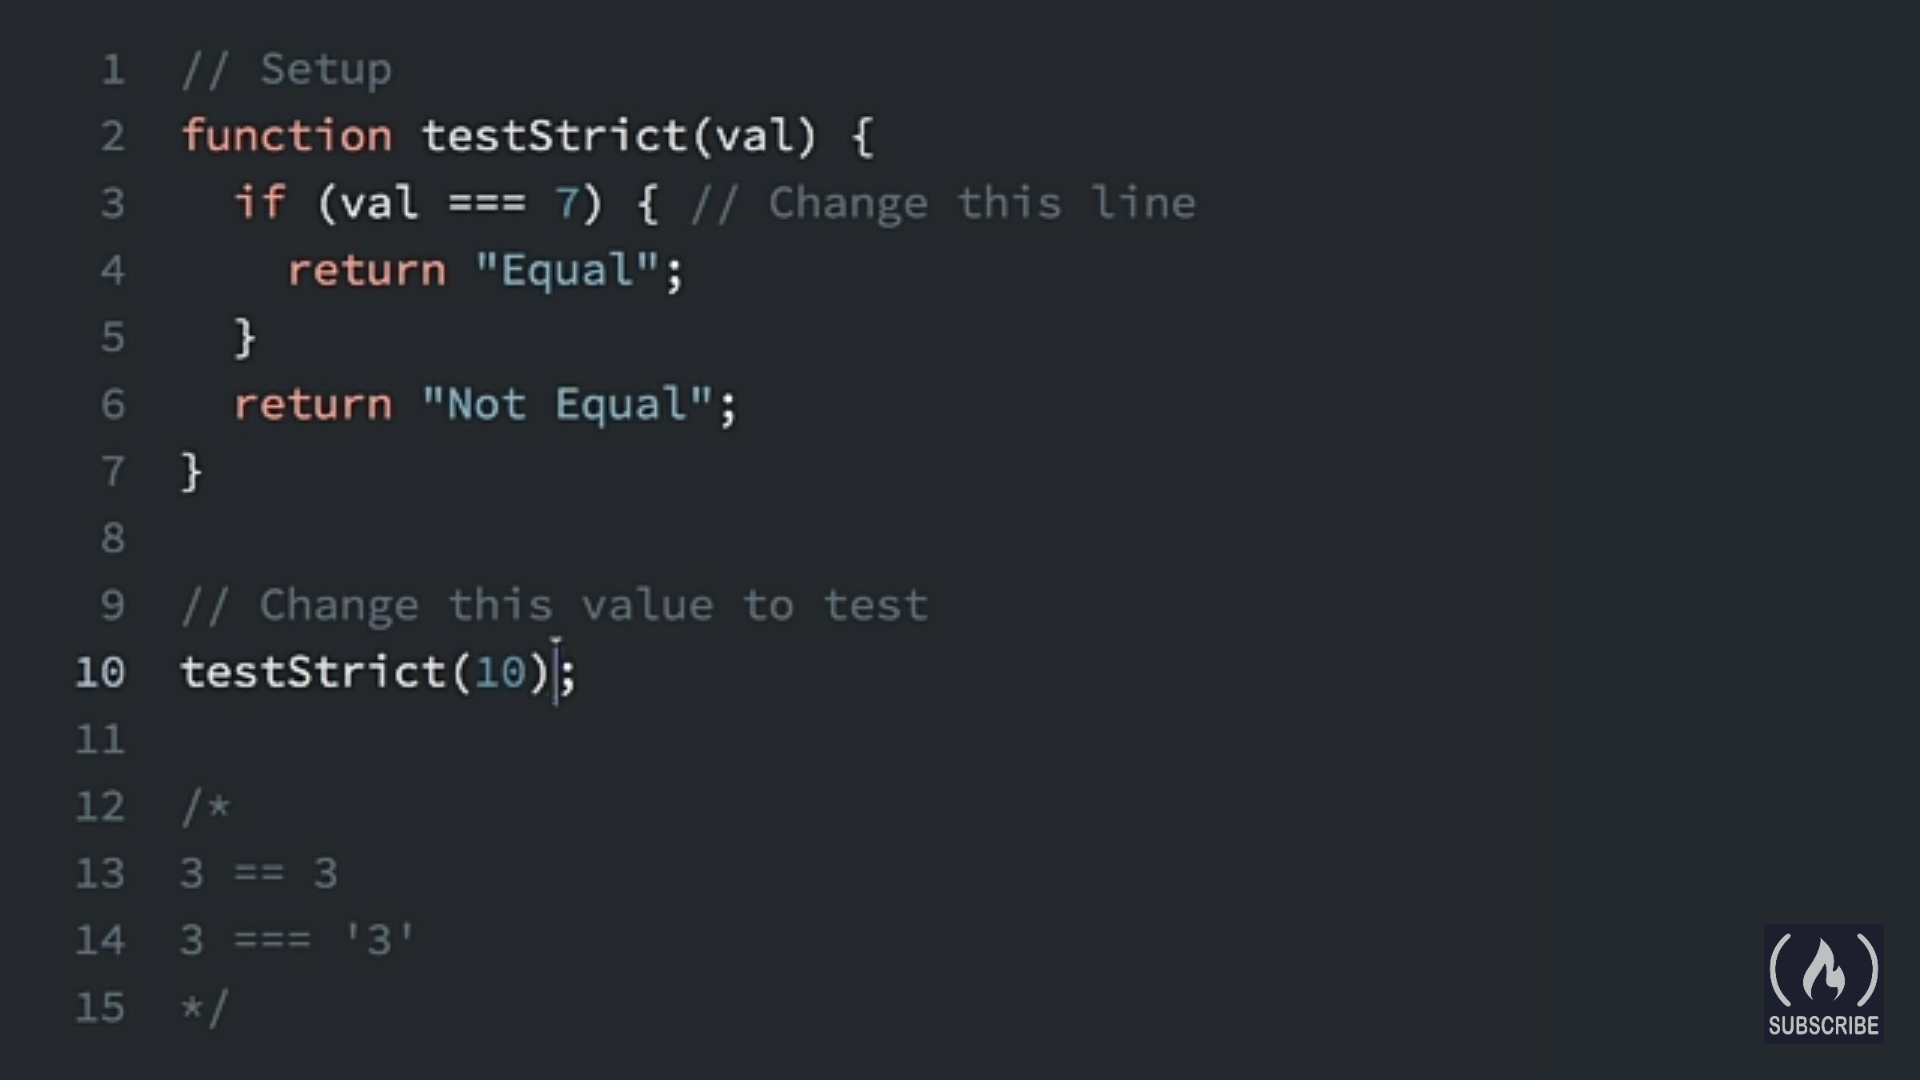 1 // Setup
2 function testStrict(val) {
3 if (val === 7) { // Change this line
4 return "Equal";
5 }
6 return "Not Equal";
7 }
8
9 // Change this value to test
10 testStrict(10);
11
12 /*
13 3 == 3
14 3 === '3'
15 */
SUBSCRIBE